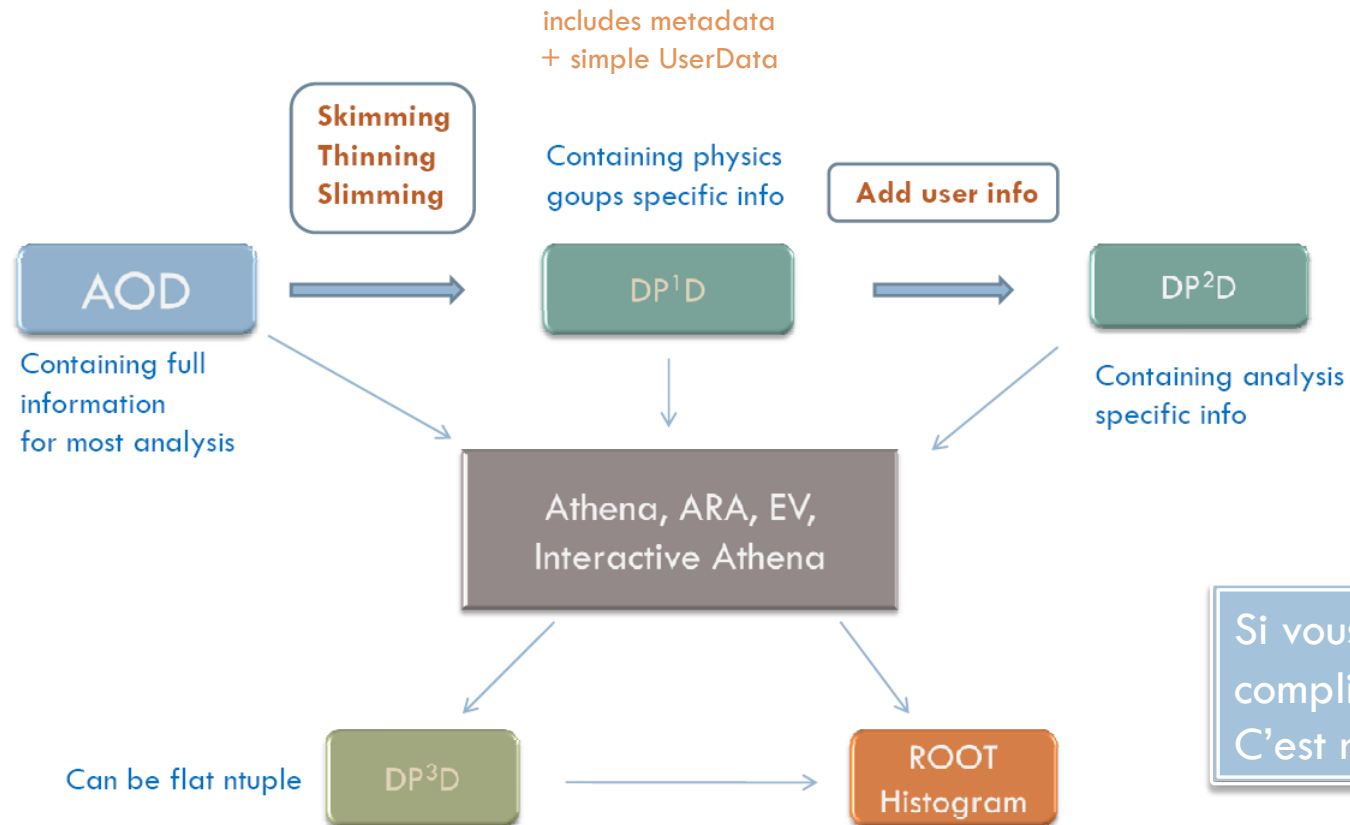 includes metadata
+ simple UserData
Skimming
Thinning
Slimming
Containing physics
goups specific info
Add user info
AOD
DP¹D
DP²D
Containing full
information
for most analysis
Containing analysis
specific info
Athena, ARA, EV,
Interactive Athena
Si vous
compli
C'est
Can be flat ntuple
DP³D
ROOT
Histogram